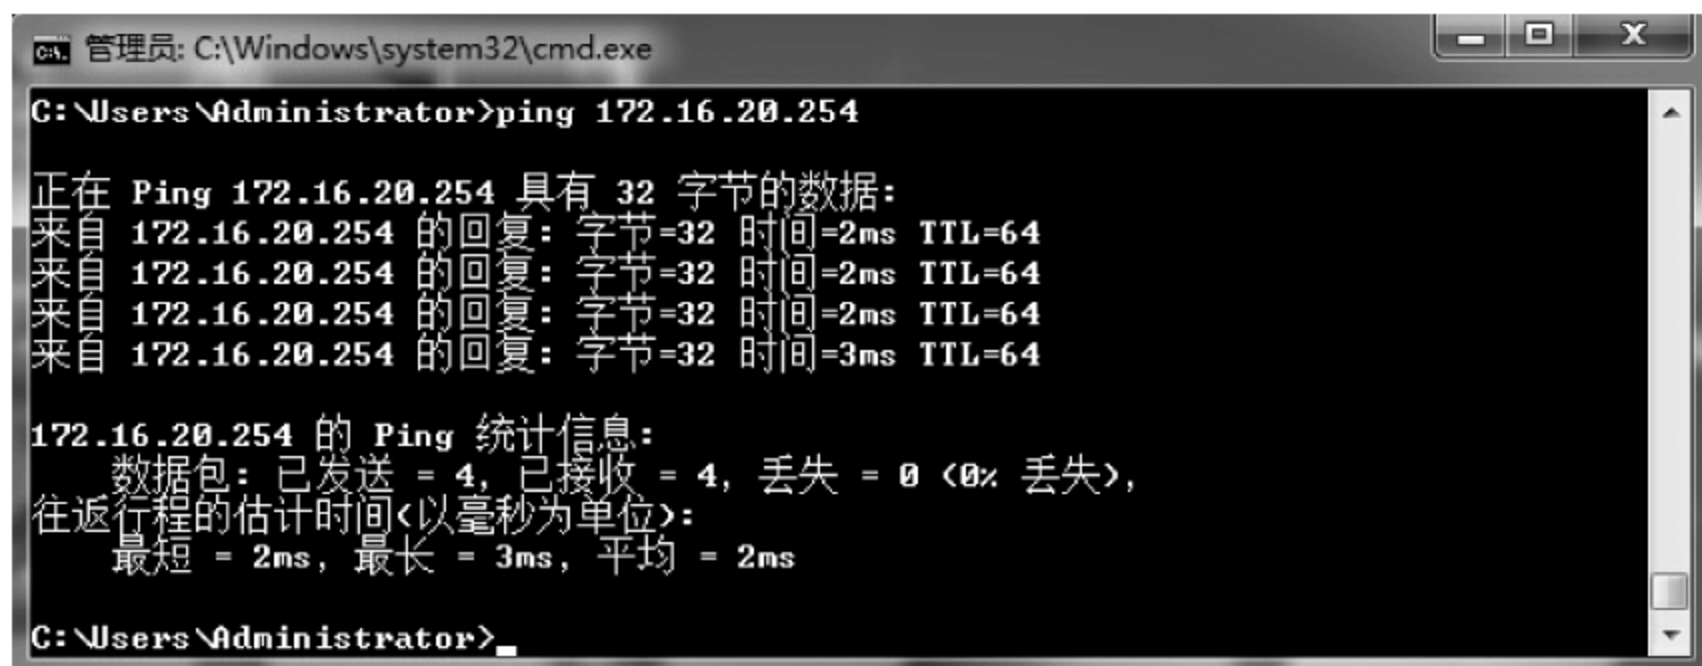 管理员: C:\Windows\system32\cmd.exe
C:\Users\Administrator>ping 172.16.20.254
正在 Ping 172.16.20.254 具有 32 字节的数据:
来自 172.16.20.254 的回复: 字节=32 时间=2ms TTL=64
来自 172.16.20.254 的回复: 字节=32 时间=2ms TTL=64
来自 172.16.20.254 的回复: 字节=32 时间=2ms TTL=64
来自 172.16.20.254 的回复: 字节=32 时间=3ms TTL=64
172.16.20.254 的 Ping 统计信息:
数据包: 已发送 = 4, 已接收 = 4, 丢失 = 0 (0% 丢失),
往返行程的估计时间(以毫秒为单位):
最短 = 2ms, 最长 = 3ms, 平均 = 2ms
C:\Users\Administrator>_